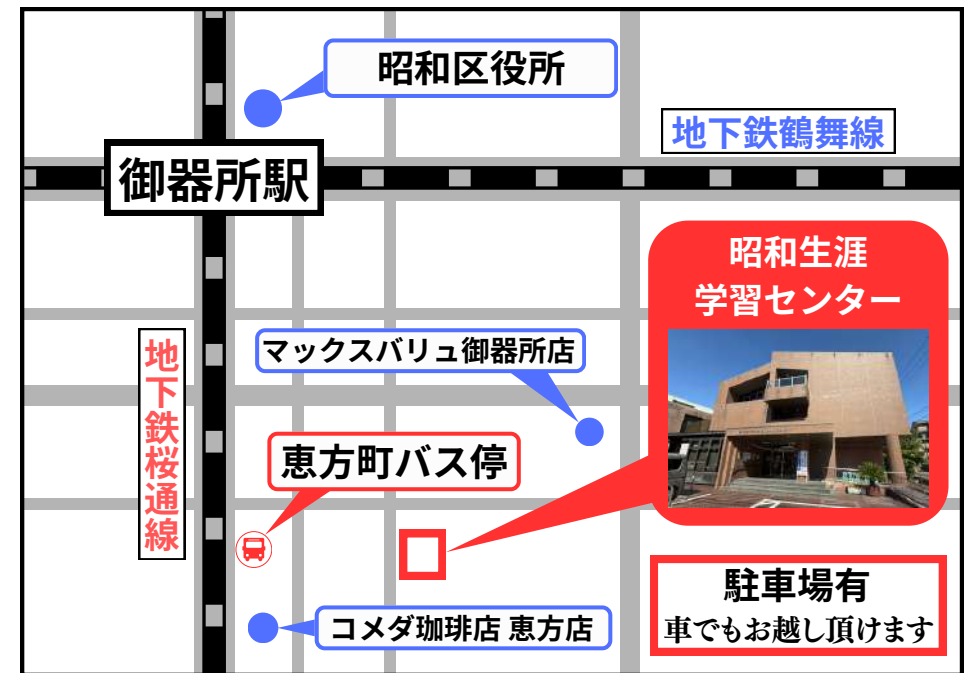 昭和区役所
地下鉄鶴舞線
御器所駅
昭和生涯
学習センター
マックスバリュ御器所店
地下鉄桜通線
恵方町バス停
駐車場有
車でもお越し頂けます
コメダ珈琲店 恵方店